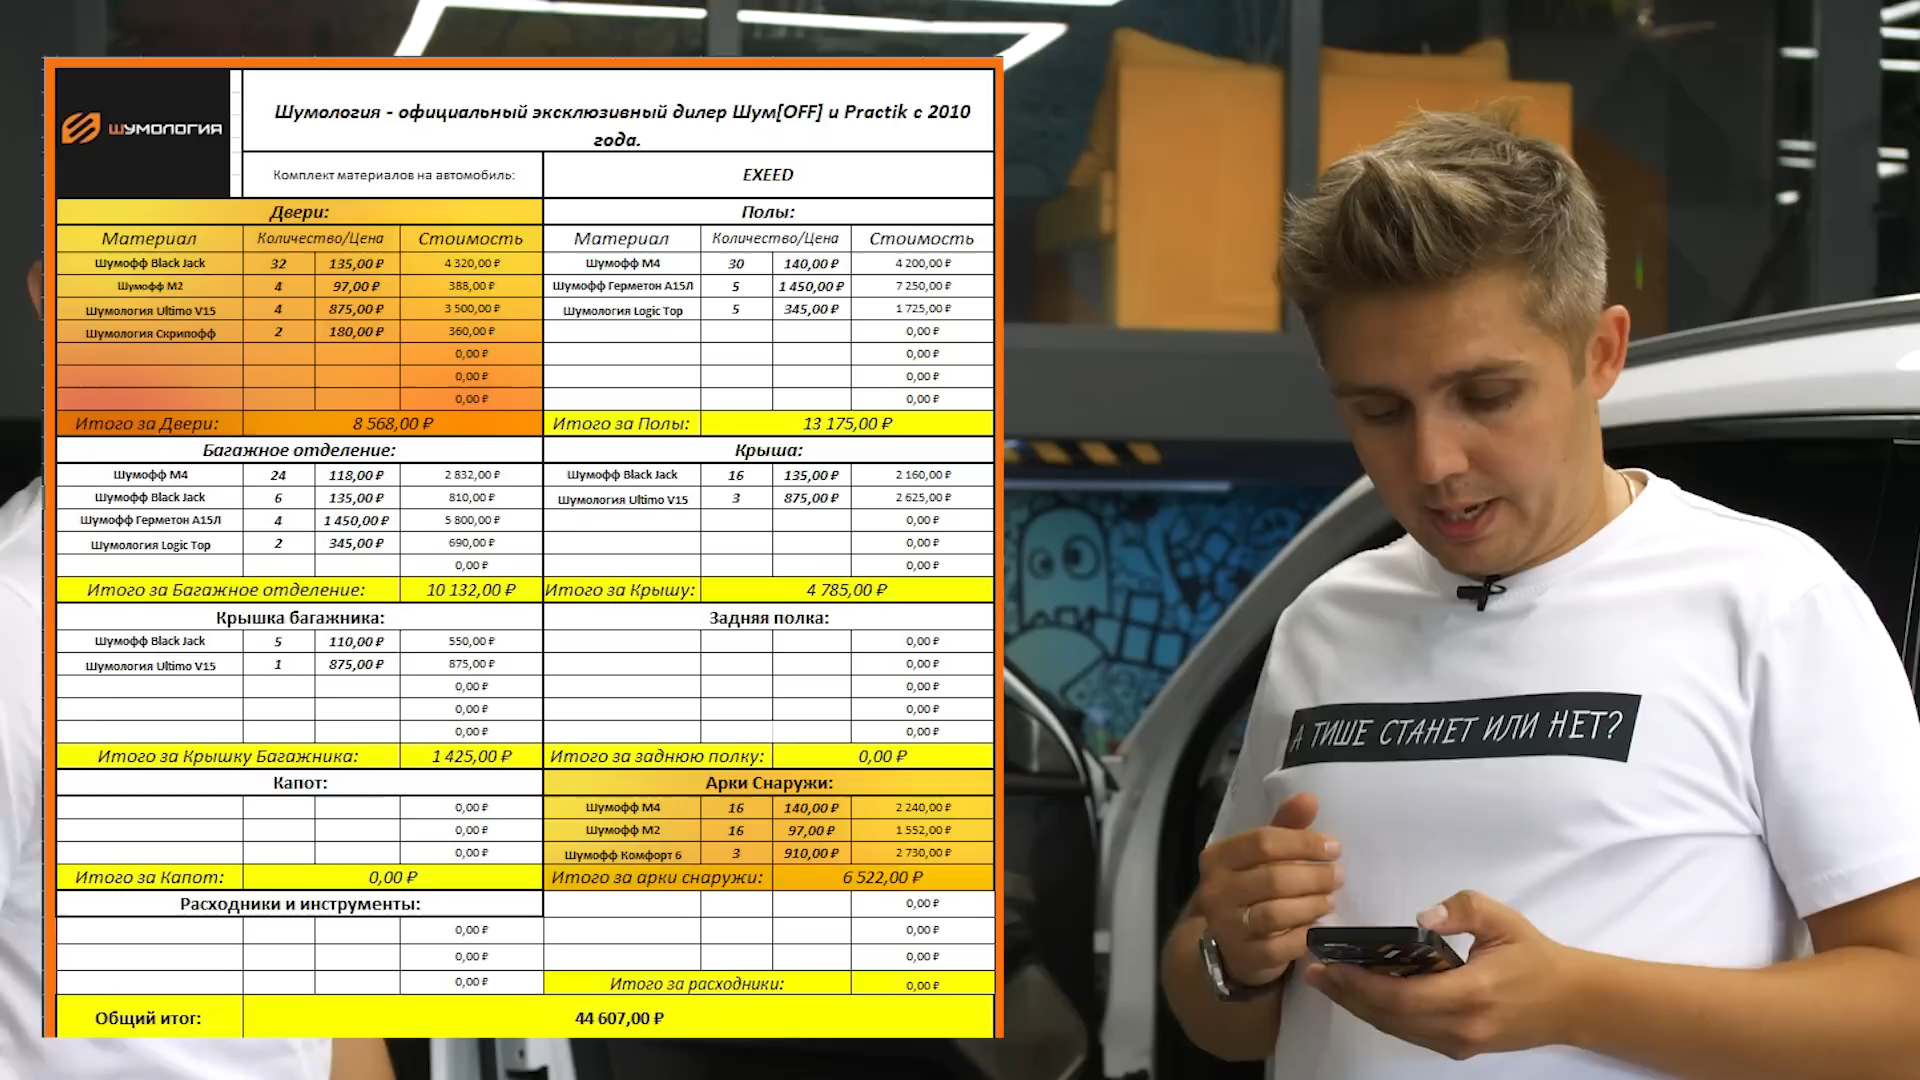 ШУМОЛОГИЯ
Шумология - официальный эксклюзивный дилер Шум[OFF] и Practik с 2010
года.
Комплект материалов на автомобиль:
EXEED
Двери:
Материал Количество/Цена Стоимость
Шумофф Black Jack 32 135,00 ₽ 4 320,00 ₽
Шумофф М2 4 97,00 ₽ 388,00 ₽
Шумология Ultimo V15 4 875,00 ₽ 3 500,00 ₽
Шумология Скрипофф 2 180,00 ₽ 360,00 ₽
0,00 ₽
0,00 ₽
0,00 ₽
Итого за Двери: 8 568,00 ₽
Полы:
Материал Количество/Цена Стоимость
Шумофф М4 30 140,00 ₽ 4 200,00 ₽
Шумофф Герметон А15Л 5 1 450,00 ₽ 7 250,00 ₽
Шумология Logic Top 5 345,00 ₽ 1 725,00 ₽
0,00 ₽
0,00 ₽
0,00 ₽
0,00 ₽
Итого за Полы: 13 175,00 ₽
Багажное отделение:
Шумофф М4 24 118,00 ₽ 2 832,00 ₽
Шумофф Black Jack 6 135,00 ₽ 810,00 ₽
Шумофф Герметон А15Л 4 1 450,00 ₽ 5 800,00 ₽
Шумология Logic Top 2 345,00 ₽ 690,00 ₽
0,00 ₽
Итого за Багажное отделение: 10 132,00 ₽
Крыша:
Шумофф Black Jack 16 135,00 ₽ 2 160,00 ₽
Шумология Ultimo V15 3 875,00 ₽ 2 625,00 ₽
0,00 ₽
0,00 ₽
0,00 ₽
Итого за Крышу: 4 785,00 ₽
Крышка багажника:
Шумофф Black Jack 5 110,00 ₽ 550,00 ₽
Шумология Ultimo V15 1 875,00 ₽ 875,00 ₽
0,00 ₽
0,00 ₽
0,00 ₽
Итого за Крышку Багажника: 1 425,00 ₽
Задняя полка:
0,00 ₽
0,00 ₽
0,00 ₽
0,00 ₽
0,00 ₽
Итого за заднюю полку: 0,00 ₽
Капот:
0,00 ₽
0,00 ₽
0,00 ₽
Итого за Капот: 0,00 ₽
Арки Снаружи:
Шумофф М4 16 140,00 ₽ 2 240,00 ₽
Шумофф М2 16 97,00 ₽ 1 552,00 ₽
Шумофф Комфорт 6 3 910,00 ₽ 2 730,00 ₽
Итого за арки снаружи: 6 522,00 ₽
Расходники и инструменты:
0,00 ₽
0,00 ₽
0,00 ₽
0,00 ₽
0,00 ₽
0,00 ₽
Итого за расходники: 0,00 ₽
Общий итог: 44 607,00 ₽
А ТИШЕ СТАНЕТ ИЛИ НЕТ?